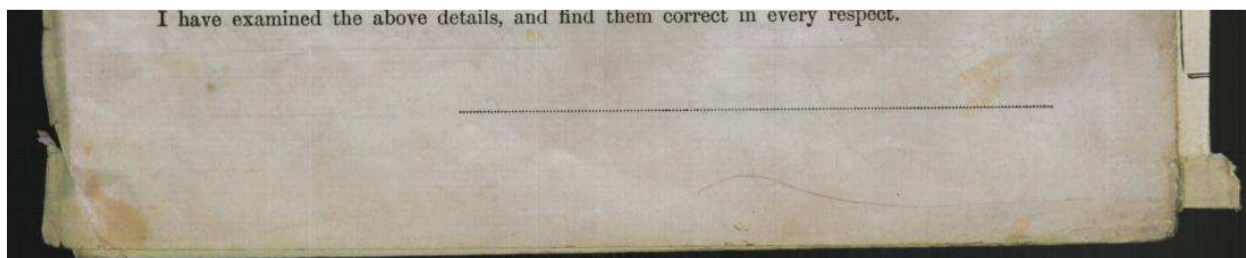 I have examined the above details, and find them correct in every respect.